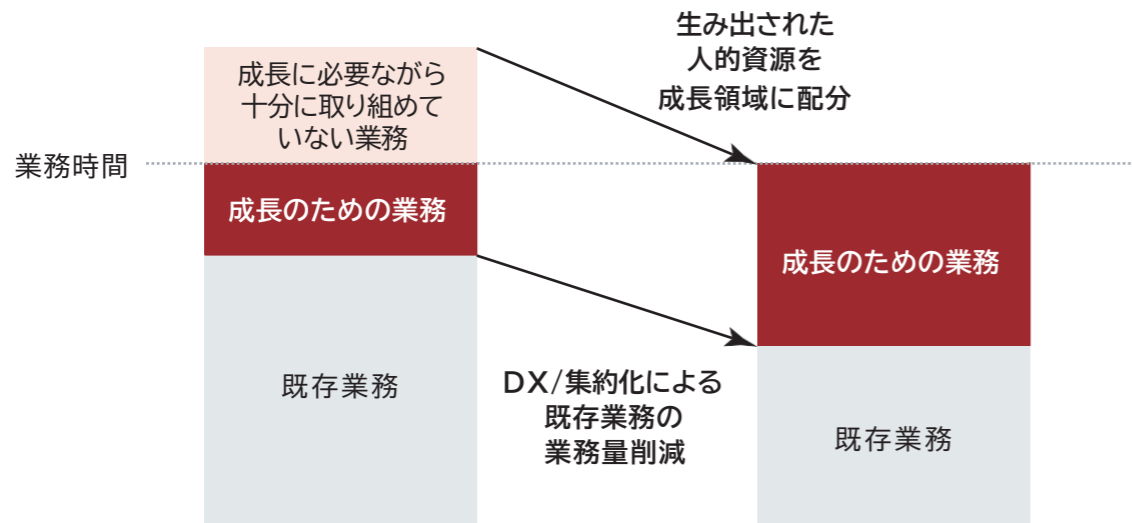 成長に必要ながら
十分に取り組めて
いない業務
業務時間
成長のための業務
既存業務
生み出された
人的資源を
成長領域に配分
DX/集約化による
既存業務の
業務量削減
成長のための業務
既存業務